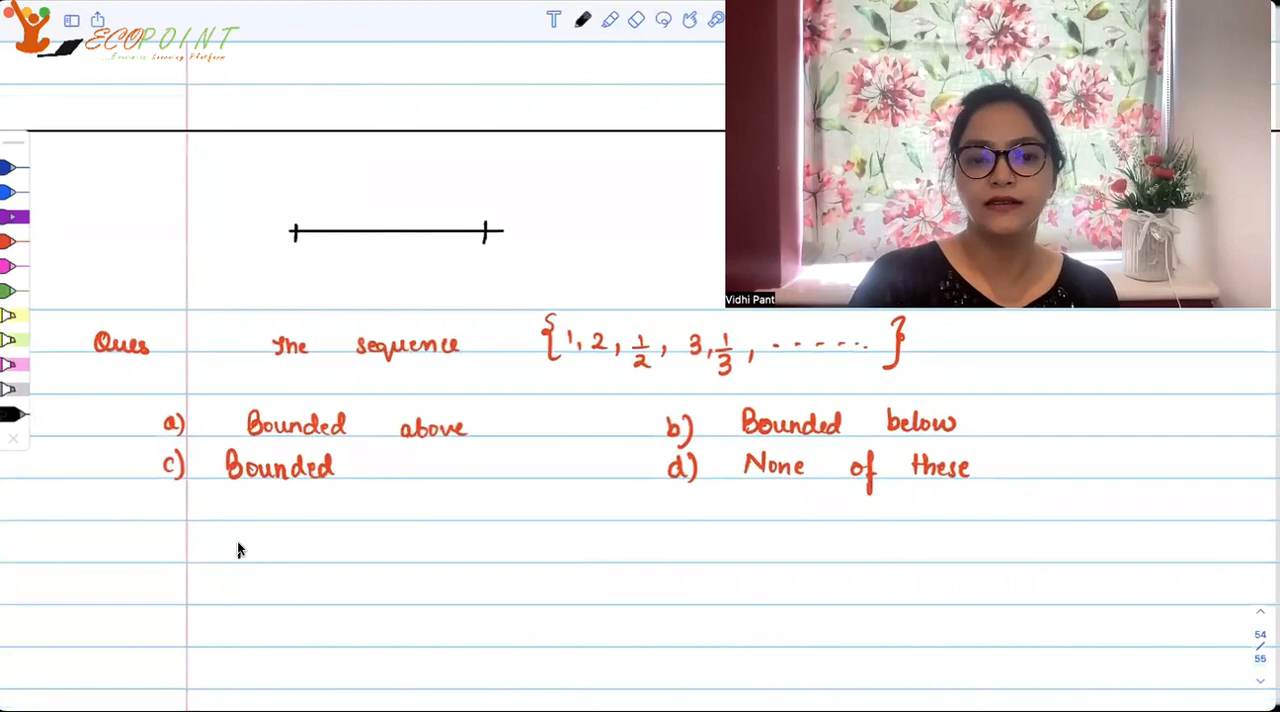 ECOPOINT
Vidhi Pant
Ques The sequence {1, 2, 1/2, 3, 1/3, ------ }
a) Bounded above b) Bounded below
c) Bounded d) None of these
54
/
55